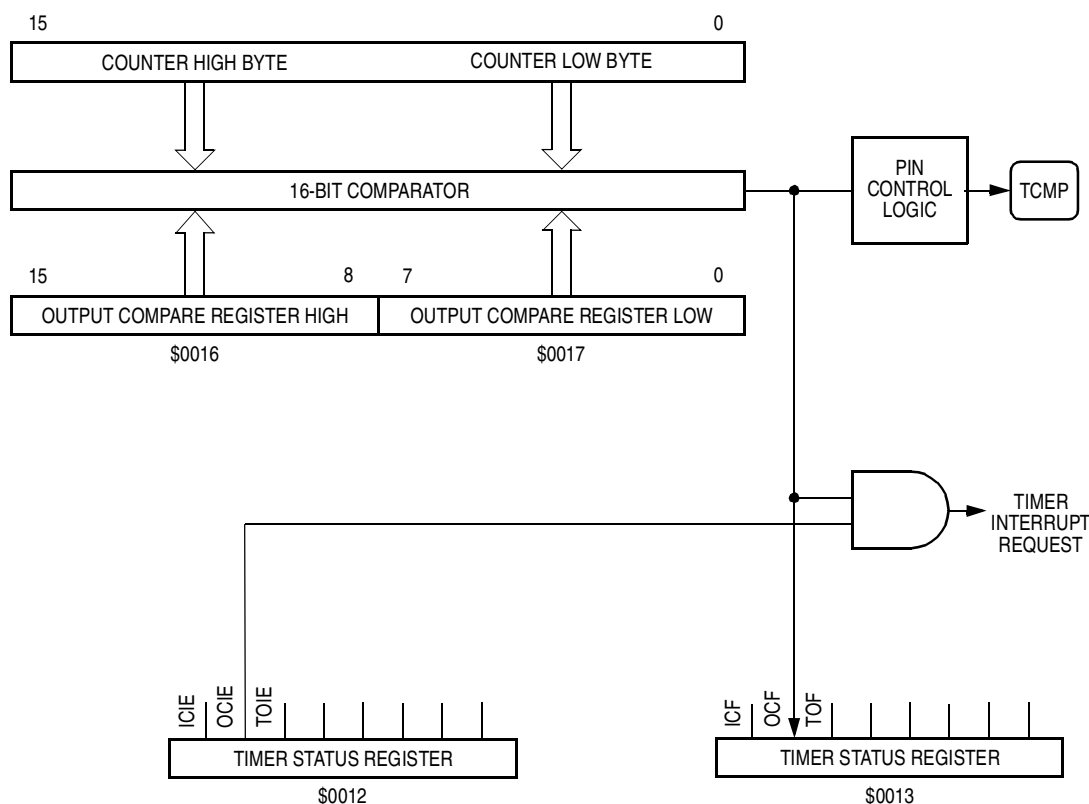 15 0
COUNTER HIGH BYTE COUNTER LOW BYTE
16-BIT COMPARATOR
PIN
CONTROL
LOGIC
TCMP
15 8 7 0
OUTPUT COMPARE REGISTER HIGH OUTPUT COMPARE REGISTER LOW
$0016 $0017
TIMER
INTERRUPT
REQUEST
ICIE
OCIE
TOIE
TIMER STATUS REGISTER
$0012
ICF
OCF
TOF
TIMER STATUS REGISTER
$0013